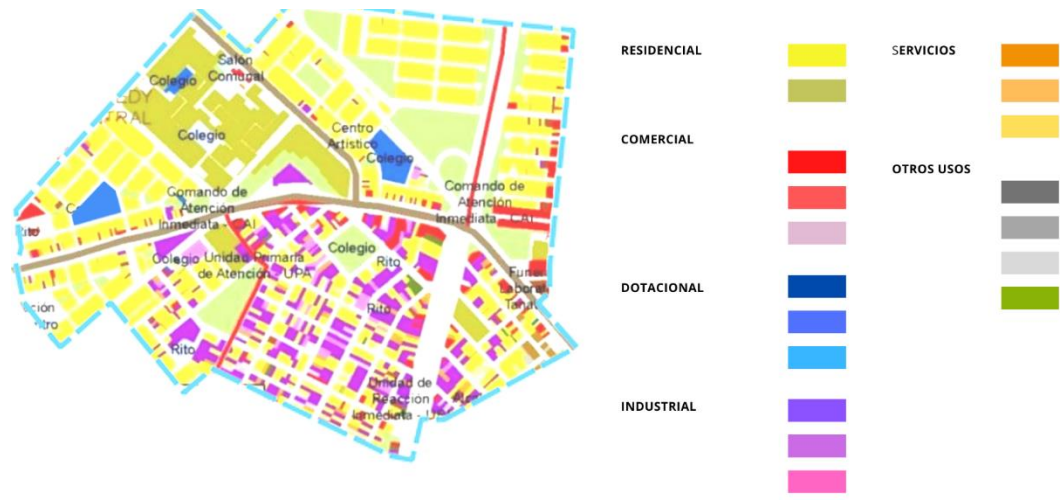 Salón
Comunal
Colegio
TRAL
Colegio
Centro
Artístico
Colegio
Comando de
Atención
Inmediata - CAI
Comando de
Atención
Inmediata - CAI
Colegio
Unidad Primaria
de Atención - UPA
Colegio
Rito
Rito
Rito
Unidad de
Reacción
Inmediata - U
RESIDENCIAL
COMERCIAL
DOTACIONAL
INDUSTRIAL
SERVICIOS
OTROS USOS